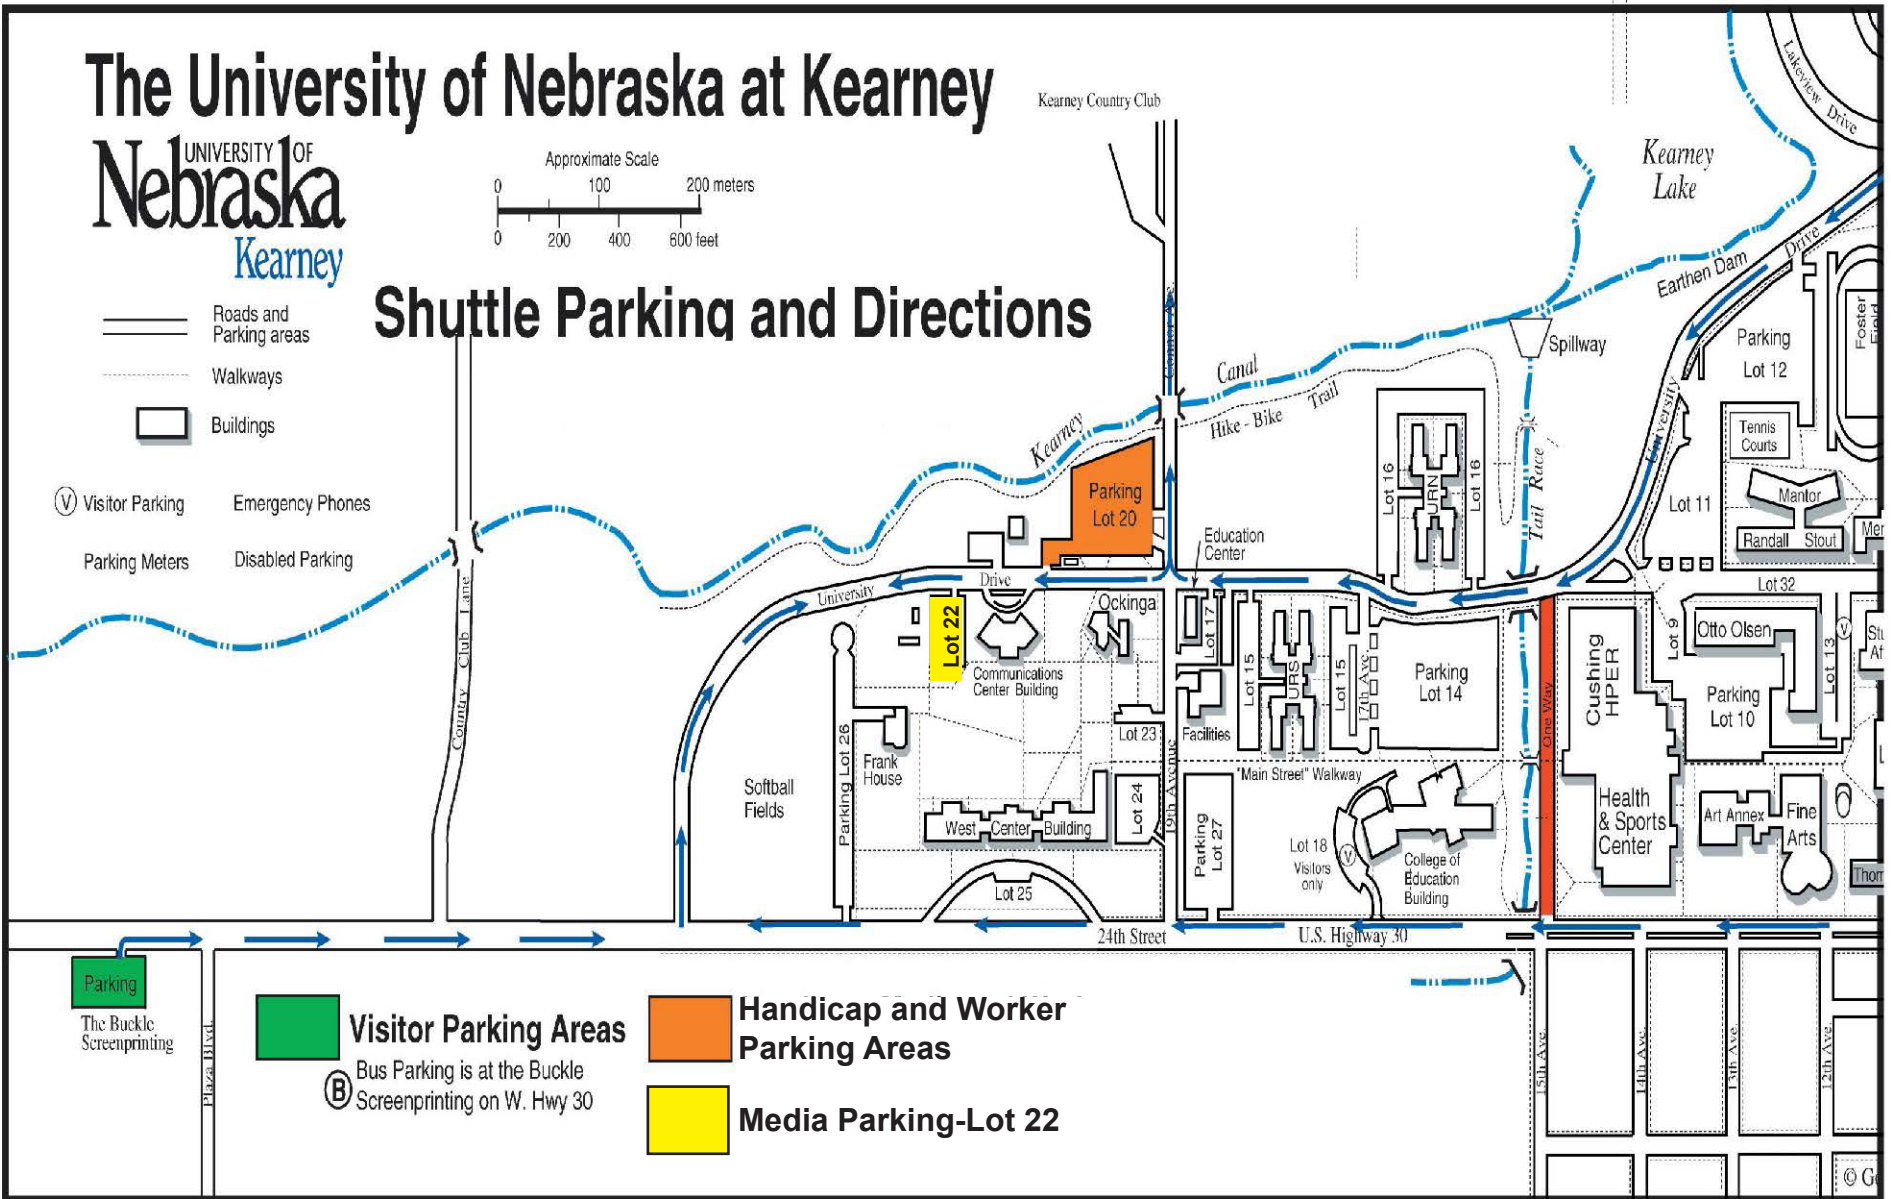 The University of Nebraska at Kearney
UNIVERSITY OF
Nebraska
Kearney
Approximate Scale
0 100 200 meters
0 200 400 600 feet
Shuttle Parking and Directions
Roads and
Parking areas
Walkways
Buildings
V Visitor Parking
Emergency Phones
Parking Meters
Disabled Parking
Kearney Country Club
Kearney
Lake
Lakeview Drive
Drive
Earthen Dam
Spillway
Canal
Kearney
Hike - Bike Trail
Tail Race
University
Parking
Lot 12
Foster
Field
Tennis
Courts
Mantor
Randall Stout
Lot 11
Lot 32
Parking
Lot 20
Education
Center
Lot 16
URN
Lot 16
Drive
University
Country Club Lane
Lot 22
Communications
Center Building
Ockinga
Lot 17
Lot 15
URS
Lot 15
17th Ave
Parking
Lot 14
One Way
Cushing
HPER
Lot 9
Otto Olsen
Parking
Lot 10
Lot 13
V
Softball
Fields
Parking Lot 26
Frank
House
Lot 23
Facilities
"Main Street" Walkway
West Center Building
Lot 24
19th Avenue
Parking
Lot 27
Lot 18
Visitors
only
V
College of
Education
Building
Health
& Sports
Center
Art Annex
Fine
Arts
Lot 25
24th Street
U.S. Highway 30
Parking
The Buckle
Screenprinting
Plaza Blvd.
Visitor Parking Areas
B Bus Parking is at the Buckle
Screenprinting on W. Hwy 30
Handicap and Worker
Parking Areas
Media Parking-Lot 22
15th Ave.
14th Ave.
13th Ave.
12th Ave.